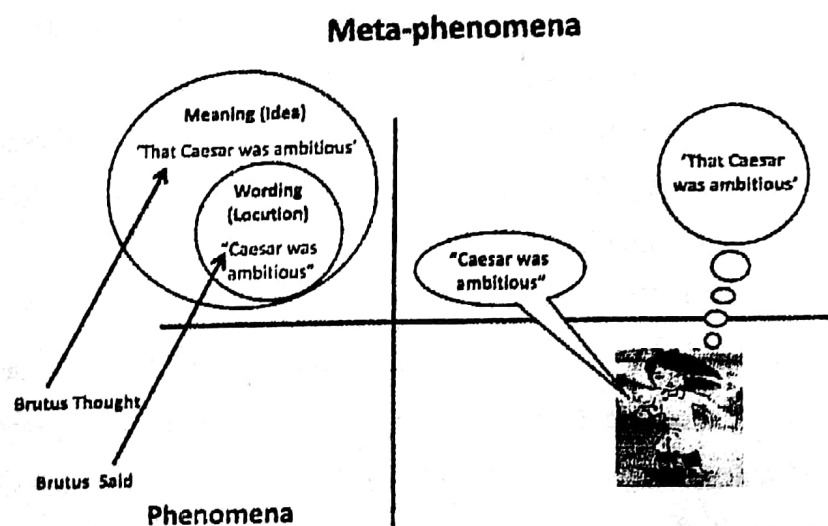 Meta-phenomena
Meaning (Idea)
'That Caesar was ambitious'
Wording
(Locution)
"Caesar was
ambitious"
Brutus Thought
Brutus Said
Phenomena
"Caesar was
ambitious"
'That Caesar
was ambitious'